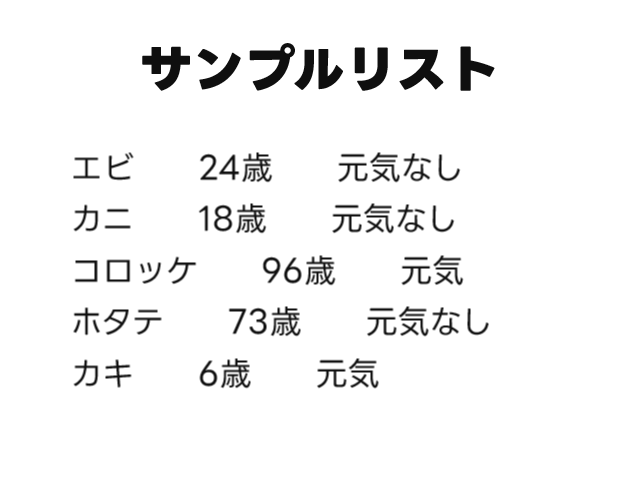 サンプルリスト
エビ　　24歳　　元気なし
カニ　　18歳　　元気なし
コロッケ　　96歳　　元気
ホタテ　　73歳　　元気なし
カキ　　6歳　　元気